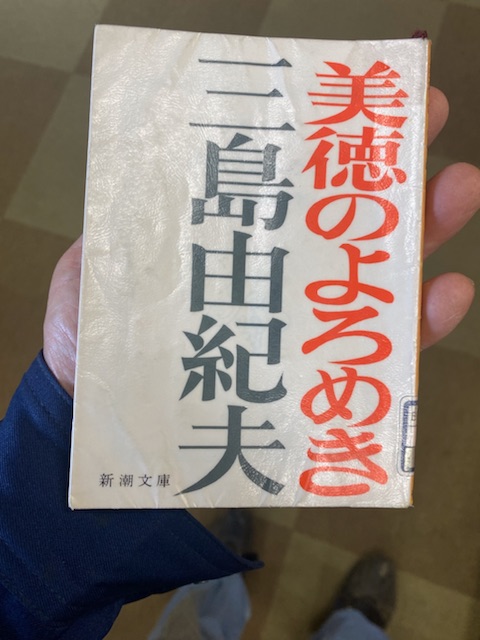 美徳のよろめき
三島由紀夫
新潮文庫